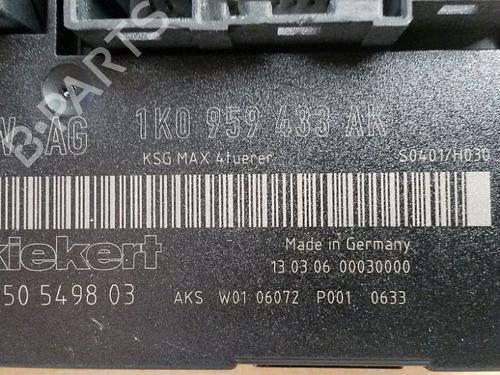 B-PARTS
AG 1K0 959 433 AK
KSG MAX 4tuerer S0401/H030
kiekert
Made in Germany
13.03.06 00030000
50 5498 03
AKS W01 06072 P001 0633